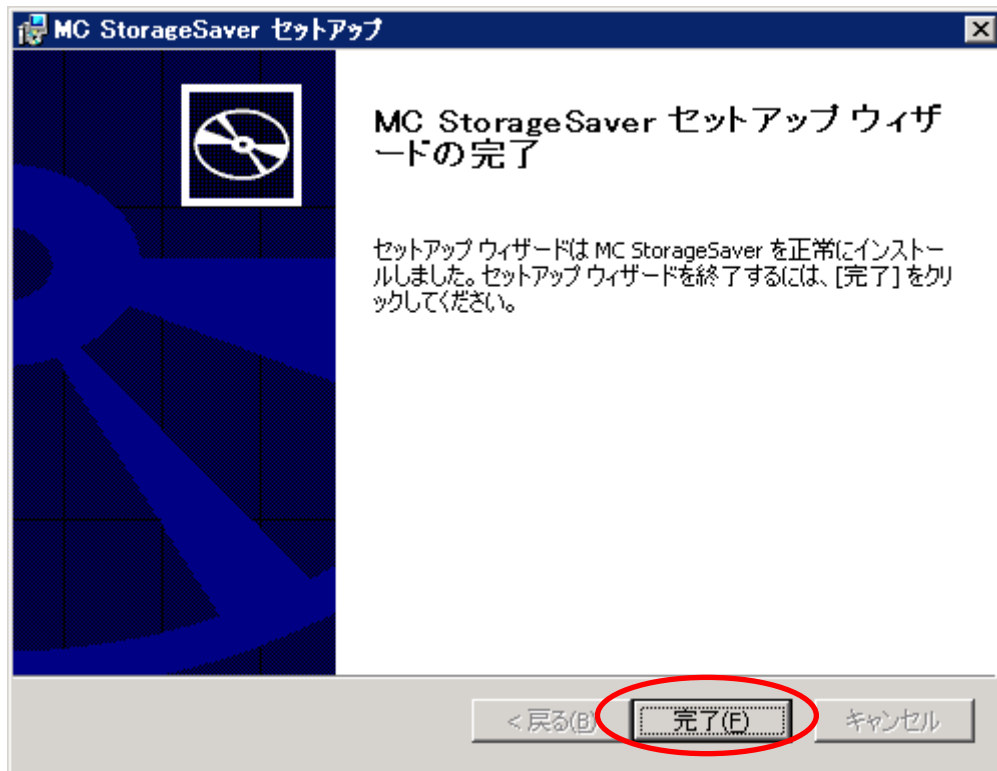 MC StorageSaver セットアップ
MC StorageSaver セットアップ ウィザ
ードの完了
セットアップ ウィザードは MC StorageSaver を正常にインストー
ルしました。セットアップ ウィザードを終了するには、[完了] をクリ
ックしてください。
< 戻る(B) 完了(F) キャンセル